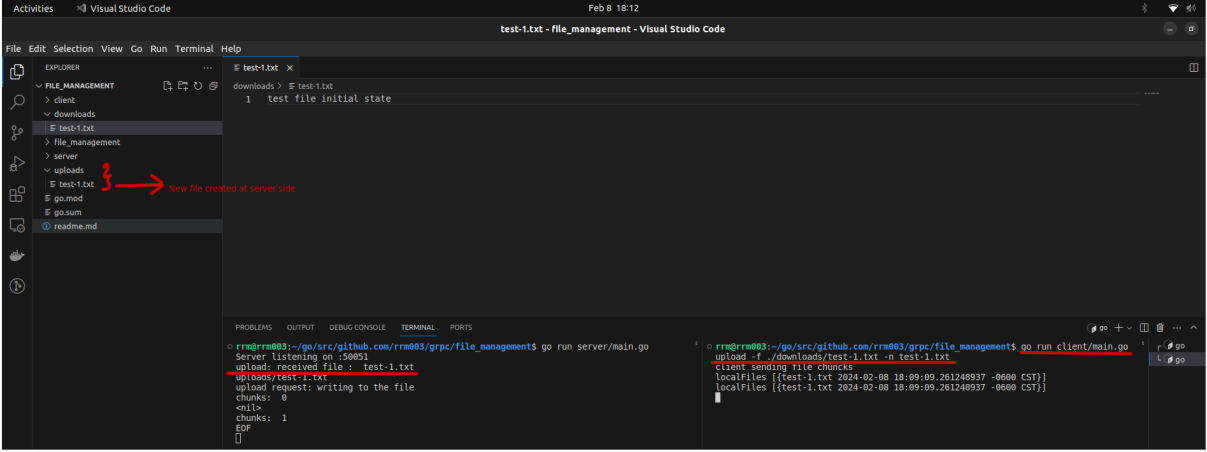 Activities Visual Studio Code Feb 8 18:12
test-1.txt - file_management - Visual Studio Code
File Edit Selection View Go Run Terminal Help
EXPLORER
FILE_MANAGEMENT
client
downloads
test-1.txt
file_management
server
uploads
test-1.txt
go.mod
go.sum
readme.md
New file created at server side
test-1.txt
downloads > test-1.txt
1 test file initial state
PROBLEMS OUTPUT DEBUG CONSOLE TERMINAL PORTS
go
rrm@rrm003:~/go/src/github.com/rrm003/grpc/file_management$ go run server/main.go
Server listening on :50051
upload: received file : test-1.txt
uploads/test-1.txt
upload request: writing to the file
chunks: 0
<nil>
chunks: 1
EOF
rrm@rrm003:~/go/src/github.com/rrm003/grpc/file_management$ go run client/main.go
upload -f ./downloads/test-1.txt -n test-1.txt
client sending file chuncks
localFiles [{test-1.txt 2024-02-08 18:09:09.261248937 -0600 CST}]
localFiles [{test-1.txt 2024-02-08 18:09:09.261248937 -0600 CST}]
go
go